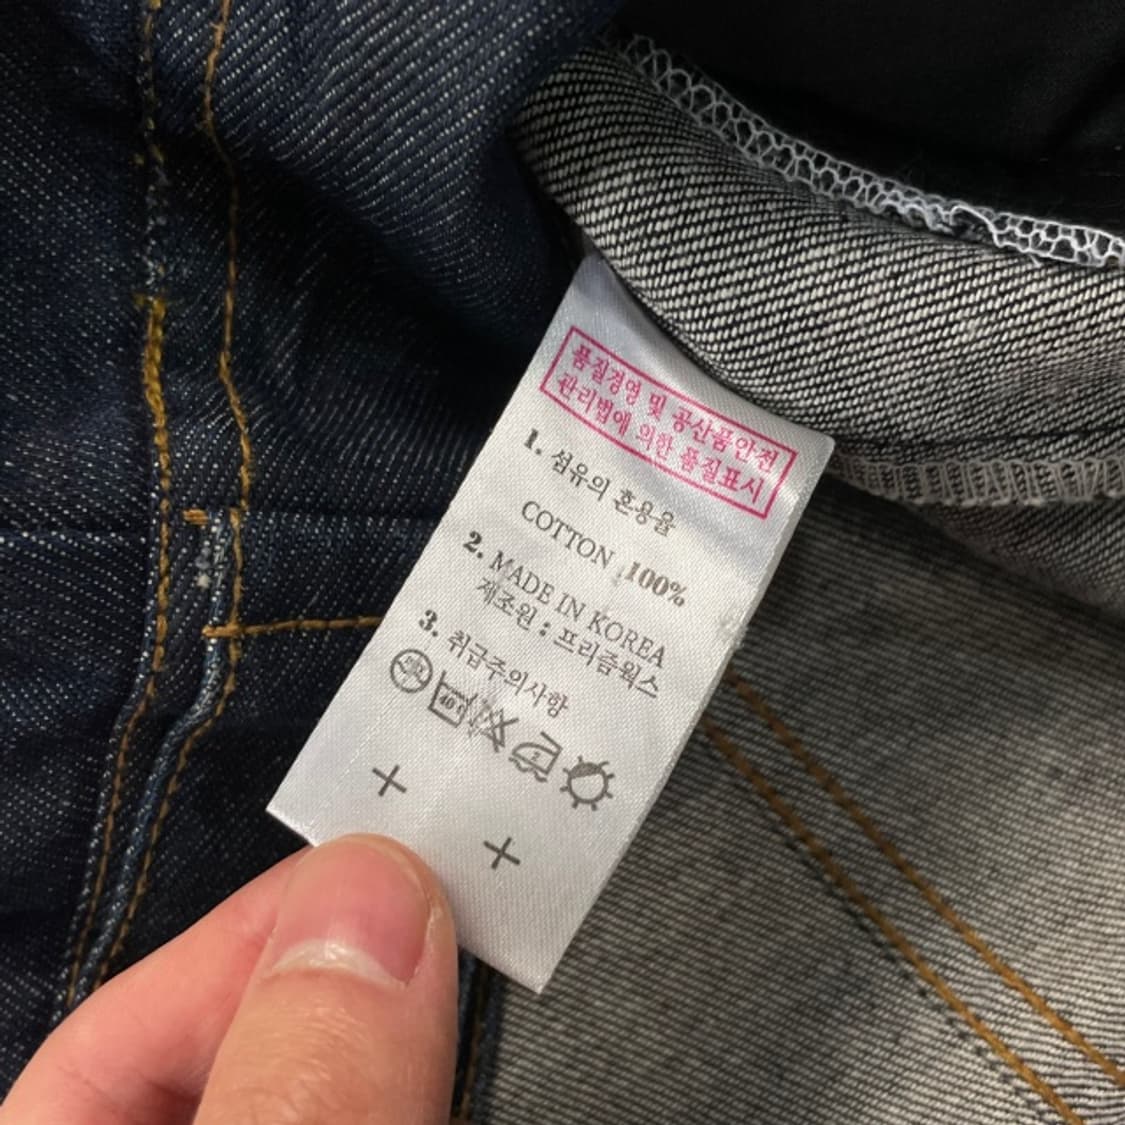 품질경영 및 공산품안전
관리법에 의한 품질표시
1. 섬유의 혼용율
COTTON 100%
2. MADE IN KOREA
제조원 : 프리즘웍스
3. 취급주의사항
40℃